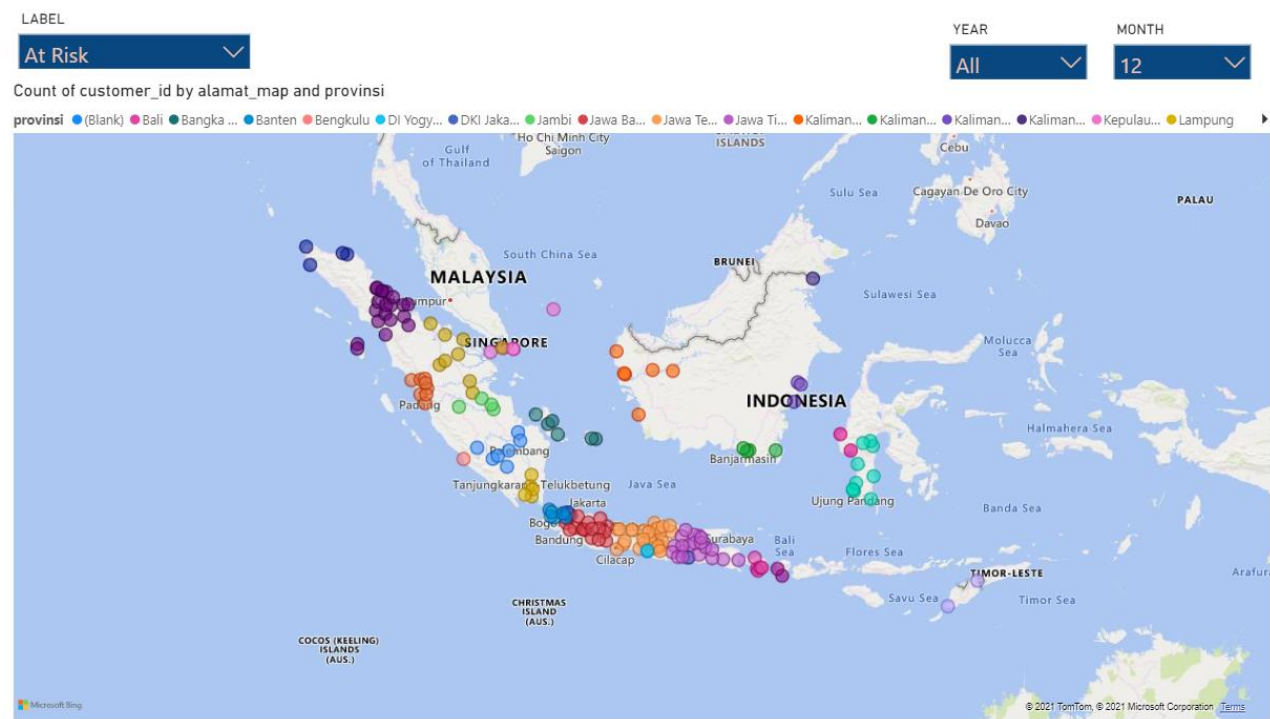 LABEL
At Risk
YEAR
All
MONTH
12
Count of customer_id by alamat_map and provinsi
provinsi (Blank) Bali Bangka ... Banten Bengkulu DI Yogy... DKI Jaka... Jambi Jawa Ba... Jawa Te... Jawa Ti... Kaliman... Kaliman... Kaliman... Kaliman... Kepulau... Lampung
Ho Chi Minh City
Saigon
ISLANDS
Gulf
of Thailand
Cebu
Sulu Sea
Cagayan De Oro City
PALAU
Davao
South China Sea
BRUNEI
MALAYSIA
Sulawesi Sea
SINGAPORE
Molucca
Sea
INDONESIA
Padang
Halmahera Sea
Palembang
Banjarmasin
Tanjungkarang Telukbetung
Java Sea
Ujung Pandang
Jakarta
Banda Sea
Bogor
Bandung
Surabaya
Bali
Sea
Flores Sea
Cilacap
TIMOR-LESTE
Arafur
Savu Sea
Timor Sea
CHRISTMAS
ISLAND
(AUS.)
COCOS (KEELING)
ISLANDS
(AUS.)
Microsoft Bing
© 2021 TomTom, © 2021 Microsoft Corporation Terms